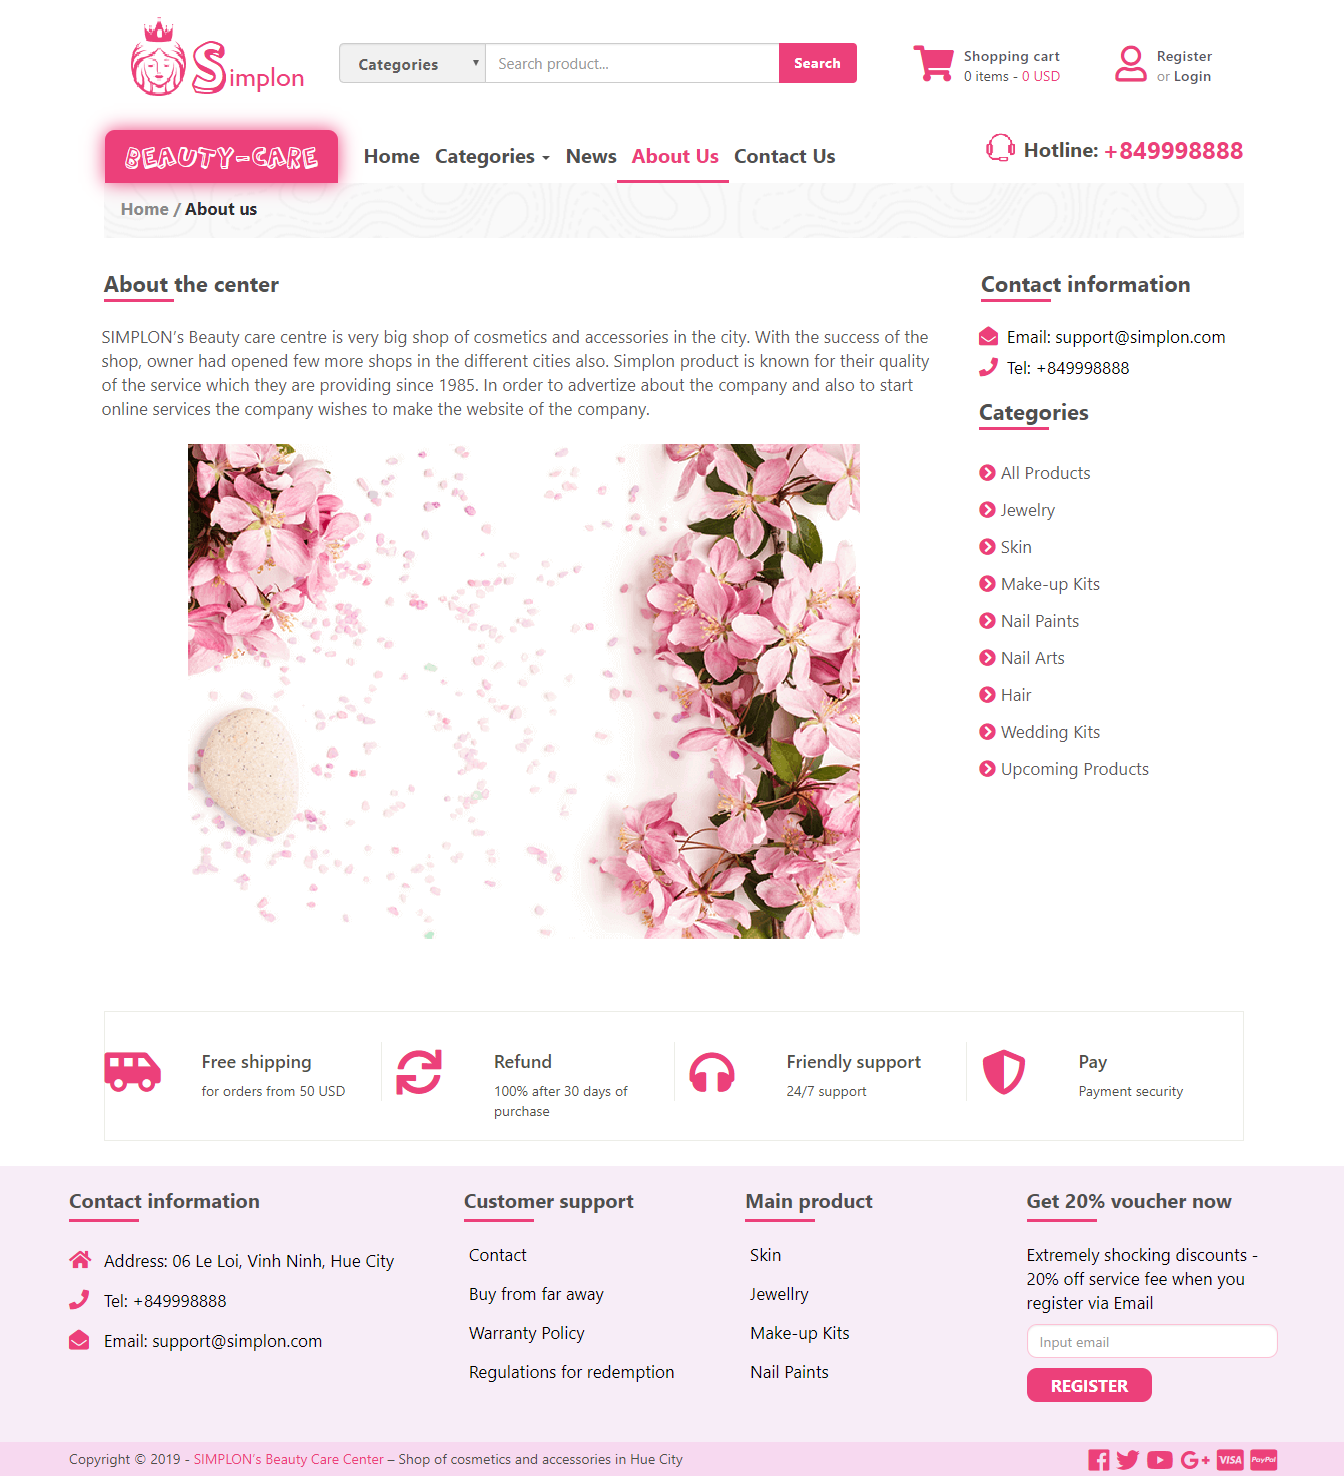 Simplon
Categories
Search product...
Search
Shopping cart
0 items - 0 USD
Register
or Login
BEAUTY-CARE
Home
Categories
News
About Us
Contact Us
Hotline: +849998888
Home / About us
About the center
SIMPLON's Beauty care centre is very big shop of cosmetics and accessories in the city. With the success of the
shop, owner had opened few more shops in the different cities also. Simplon product is known for their quality
of the service which they are providing since 1985. In order to advertize about the company and also to start
online services the company wishes to make the website of the company.
Contact information
Email: support@simplon.com
Tel: +849998888
Categories
All Products
Jewelry
Skin
Make-up Kits
Nail Paints
Nail Arts
Hair
Wedding Kits
Upcoming Products
Free shipping
for orders from 50 USD
Refund
100% after 30 days of
purchase
Friendly support
24/7 support
Pay
Payment security
Contact information
Address: 06 Le Loi, Vinh Ninh, Hue City
Tel: +849998888
Email: support@simplon.com
Customer support
Contact
Buy from far away
Warranty Policy
Regulations for redemption
Main product
Skin
Jewellry
Make-up Kits
Nail Paints
Get 20% voucher now
Extremely shocking discounts -
20% off service fee when you
register via Email
Input email
REGISTER
Copyright © 2019 - SIMPLON's Beauty Care Center – Shop of cosmetics and accessories in Hue City
G+
VISA
PayPal